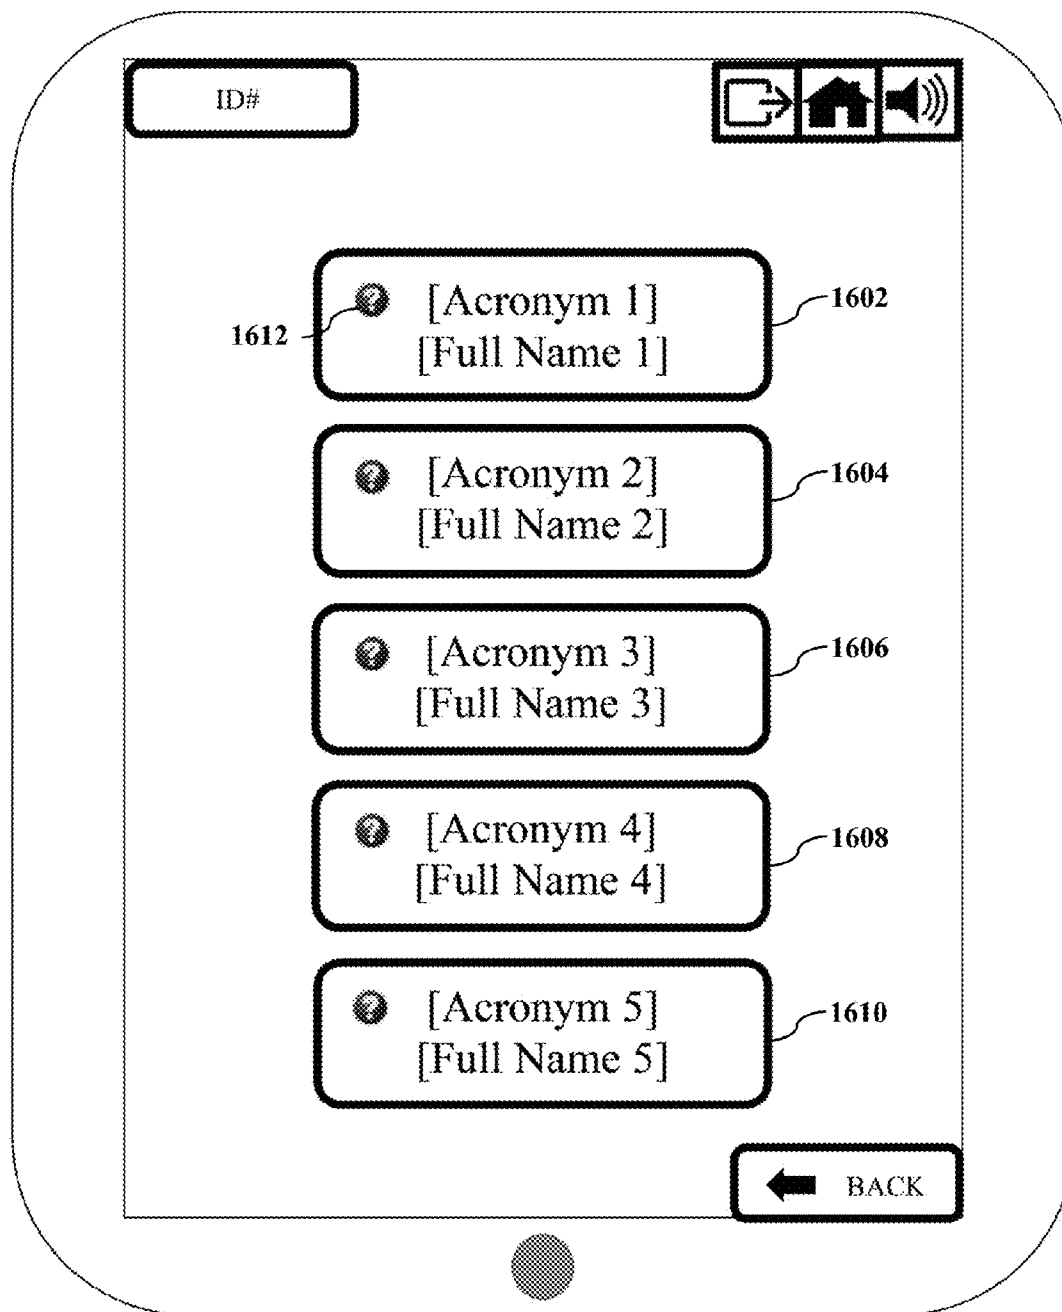 ID#
[Acronym 1]
[Full Name 1]
1602
1612
[Acronym 2]
[Full Name 2]
1604
[Acronym 3]
[Full Name 3]
1606
[Acronym 4]
[Full Name 4]
1608
[Acronym 5]
[Full Name 5]
1610
BACK